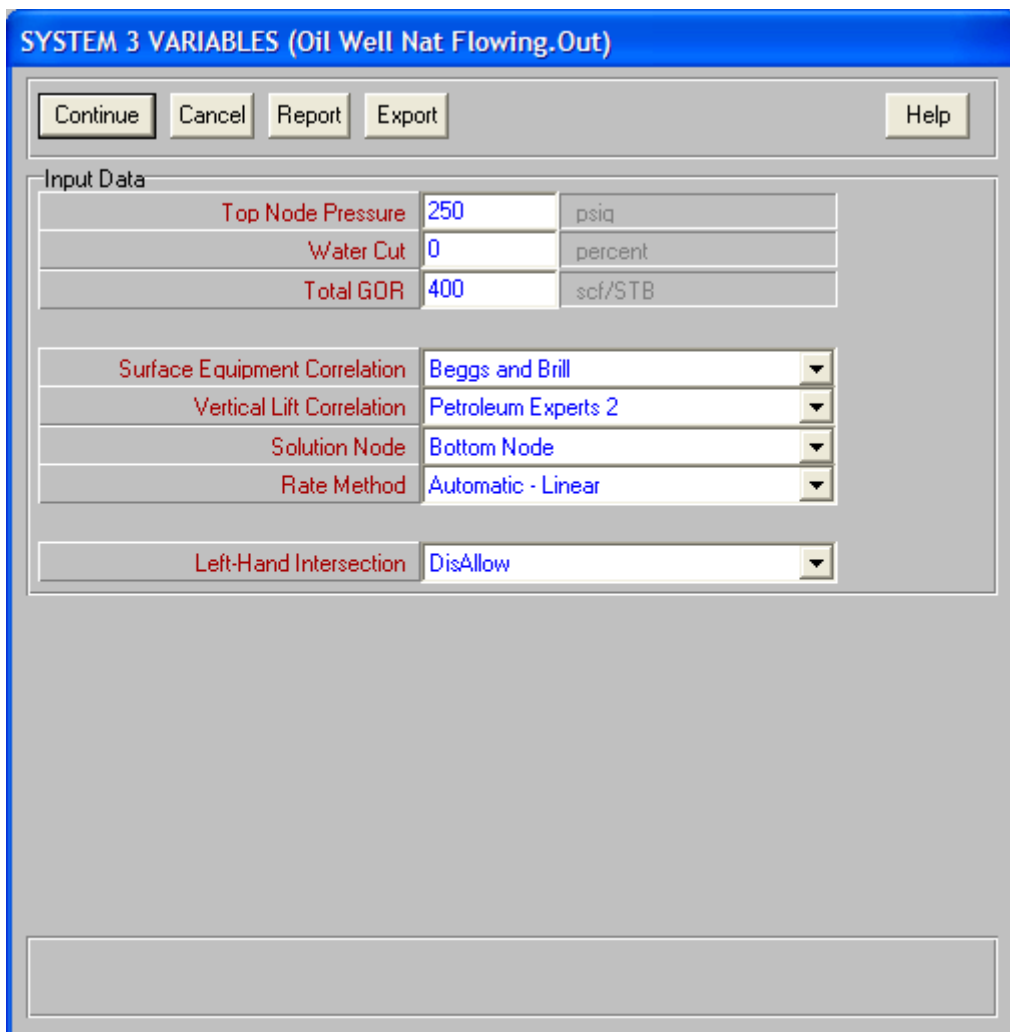 SYSTEM 3 VARIABLES (Oil Well Nat Flowing.Out)
Continue Cancel Report Export Help
Input Data
Top Node Pressure 250 psig
Water Cut 0 percent
Total GOR 400 scf/STB
Surface Equipment Correlation Beggs and Brill
Vertical Lift Correlation Petroleum Experts 2
Solution Node Bottom Node
Rate Method Automatic - Linear
Left-Hand Intersection DisAllow